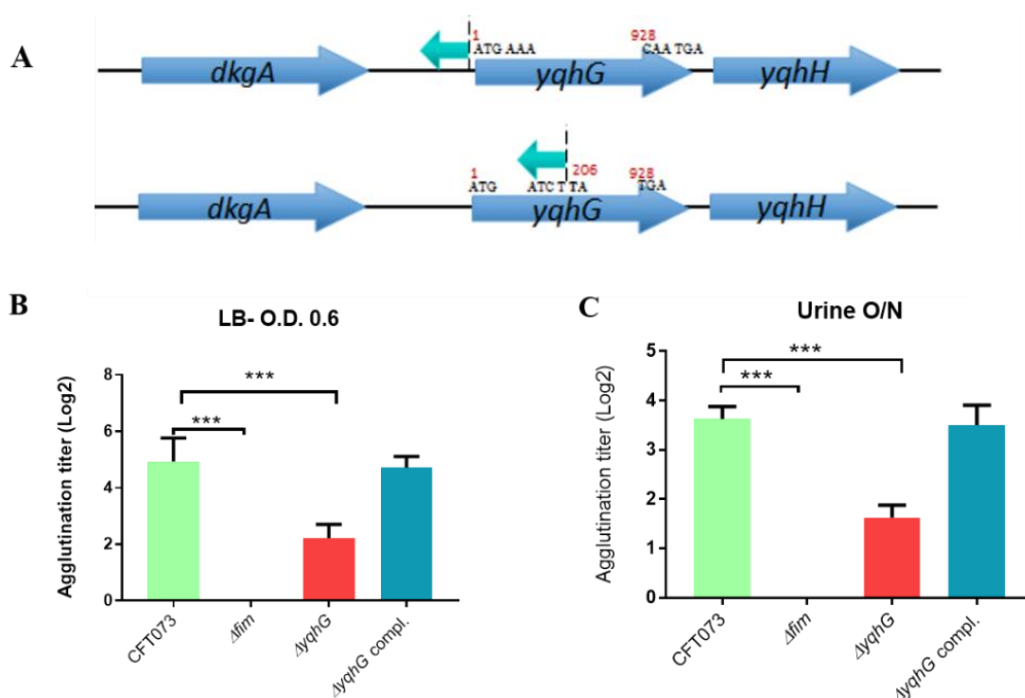 A
1
ATG AAA
928
CAA TGA
dkgA
yqhG
yqhH
206
1
ATG
ATCTTA
928
TGA
dkgA
yqhG
yqhH
B
LB- O.D. 0.6
Agglutination titer (Log2)
8
6
4
2
0
***
***
CFT073
Δfim
ΔyqhG
ΔyqhG compl.
C
Urine O/N
Agglutination titer (Log2)
5
4
3
2
1
0
***
***
CFT073
Δfim
ΔyqhG
ΔyqhG compl.